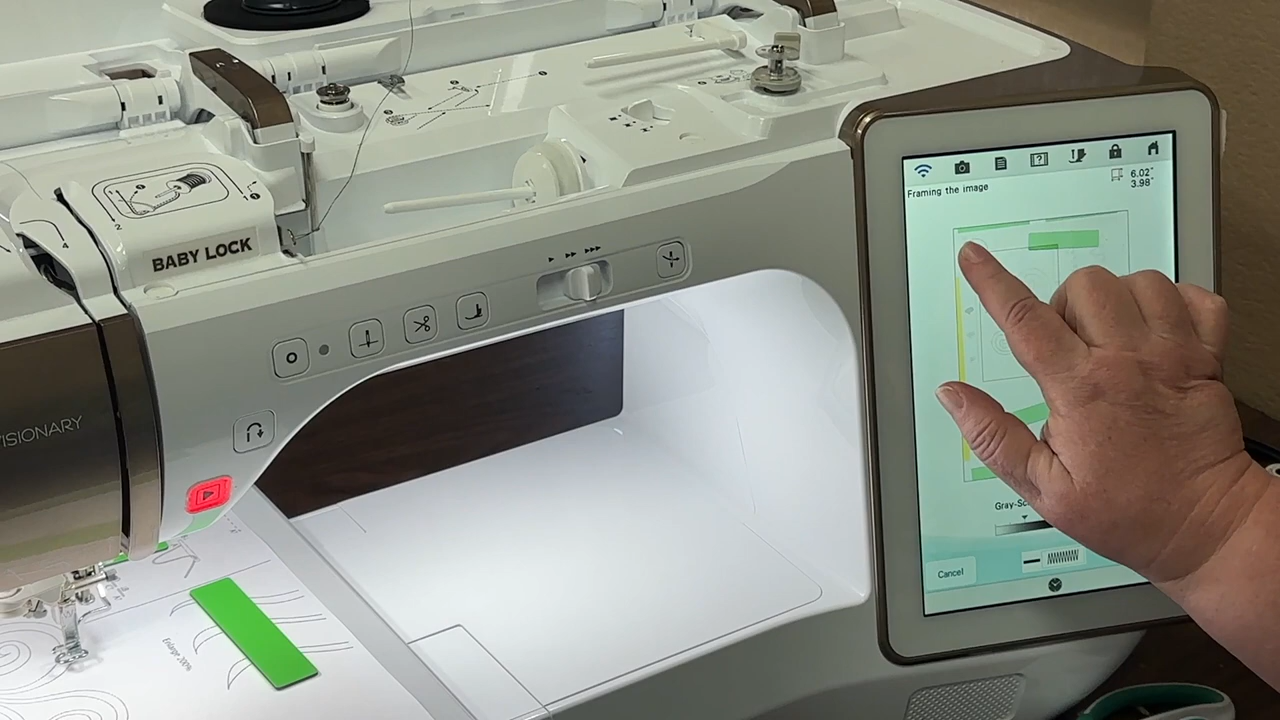 BABY LOCK
VISIONARY
Framing the image
6.02"
3.98"
Gray-Sc
Cancel
Enlarge 200%